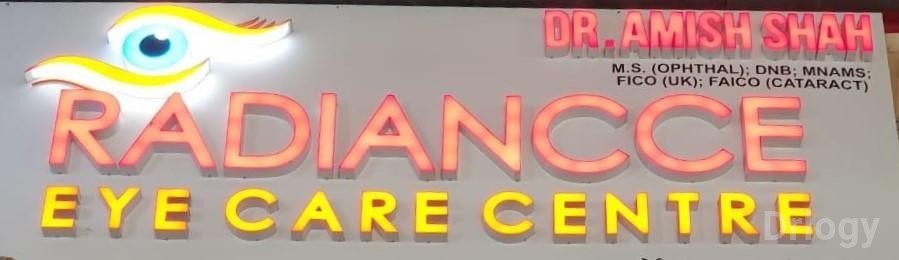 DR. AMISH SHAH
M.S. (OPHTHAL); DNB; MNAMS;
FICO (UK); FAICO (CATARACT)
RADIANCCE
EYE CARE CENTRE
Drlogy